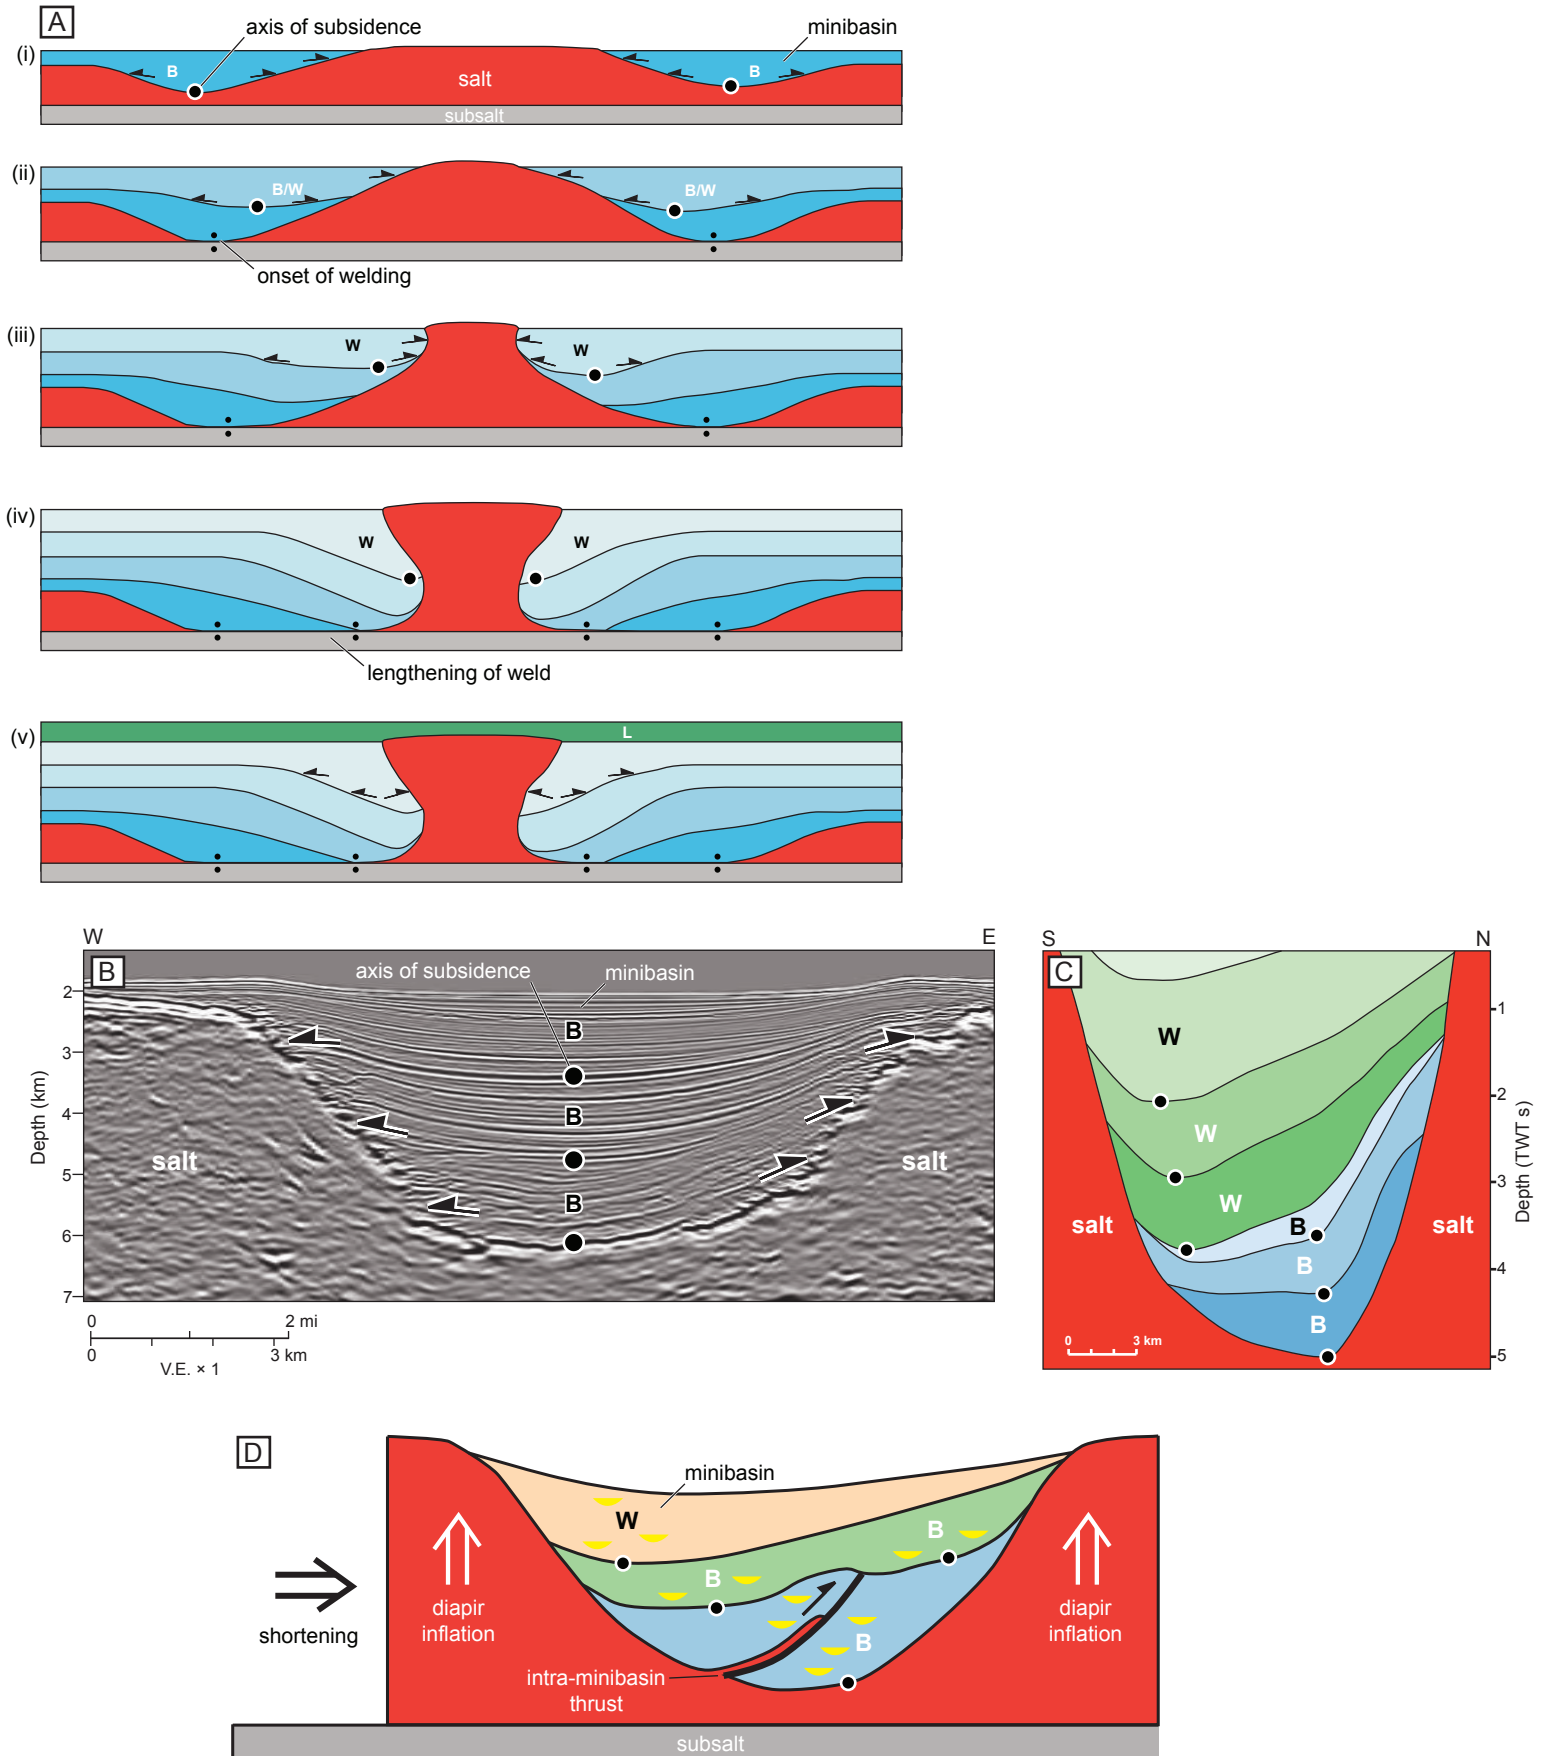 A
axis of subsidence
minibasin
(i)
B
B
salt
subsalt
(ii)
B/W
B/W
onset of welding
(iii)
W
W
(iv)
W
W
lengthening of weld
(v)
L
W
E
B
axis of subsidence
minibasin
B
B
B
salt
salt
Depth (km)
2
3
4
5
6
7
0
2 mi
0
3 km
V.E. × 1
S
N
C
W
W
W
B
B
B
salt
salt
0
3 km
1
2
3
4
5
Depth (TWT s)
D
minibasin
W
B
B
B
shortening
diapir
inflation
diapir
inflation
intra-minibasin
thrust
subsalt